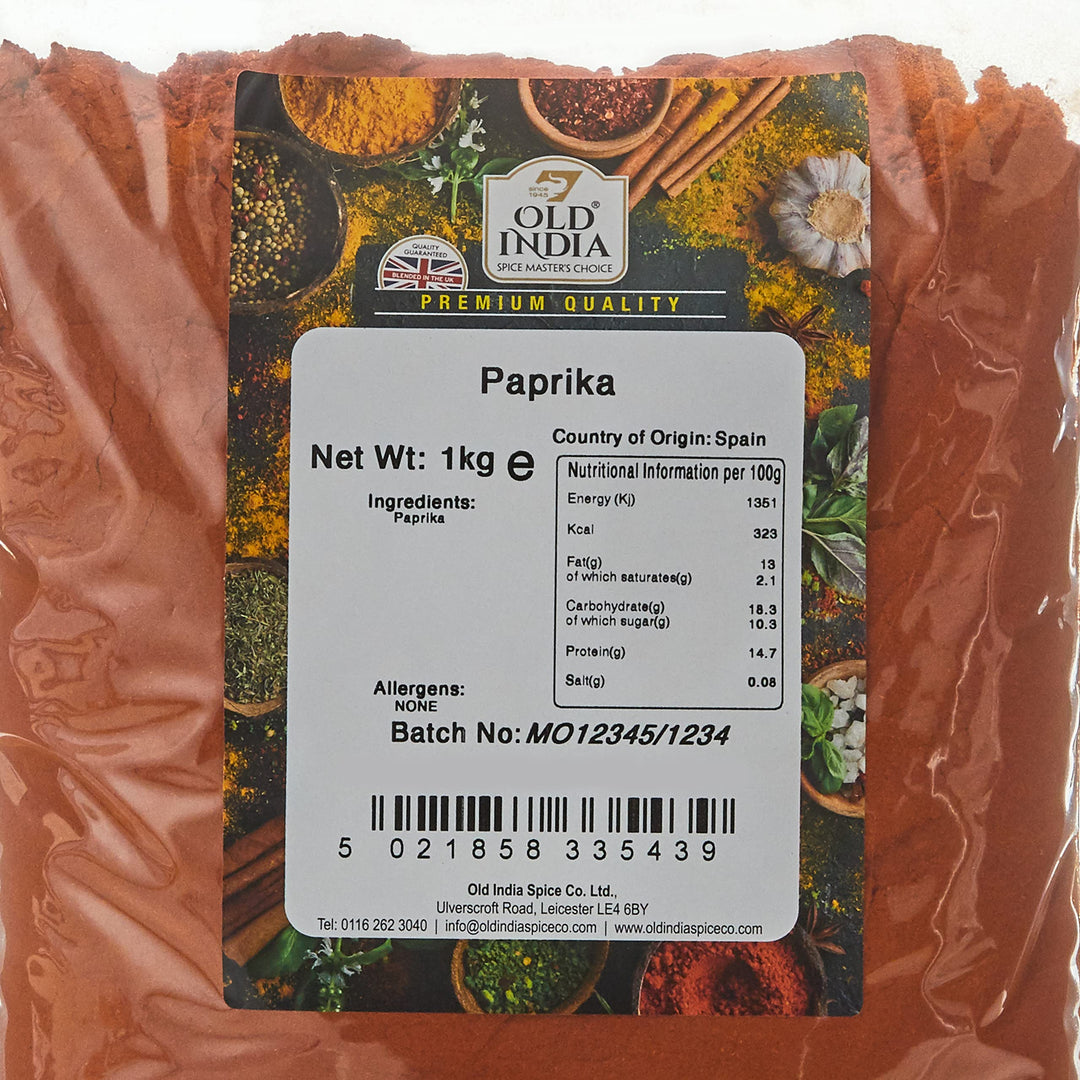 since
1945
OLD®
INDIA
SPICE MASTER'S CHOICE
QUALITY
GUARANTEED
BLENDED IN THE UK
PREMIUM QUALITY
Paprika
Country of Origin: Spain
Net Wt: 1kg e
Ingredients:
Paprika
Nutritional Information per 100g
Energy (Kj) 1351
Kcal 323
Fat(g) 13
of which saturates(g) 2.1
Carbohydrate(g) 18.3
of which sugar(g) 10.3
Protein(g) 14.7
Salt(g) 0.08
Allergens:
NONE
Batch No: MO12345/1234
5 021858 335439
Old India Spice Co. Ltd.,
Ulverscroft Road, Leicester LE4 6BY
Tel: 0116 262 3040 | info@oldindiaspiceco.com | www.oldindiaspiceco.com